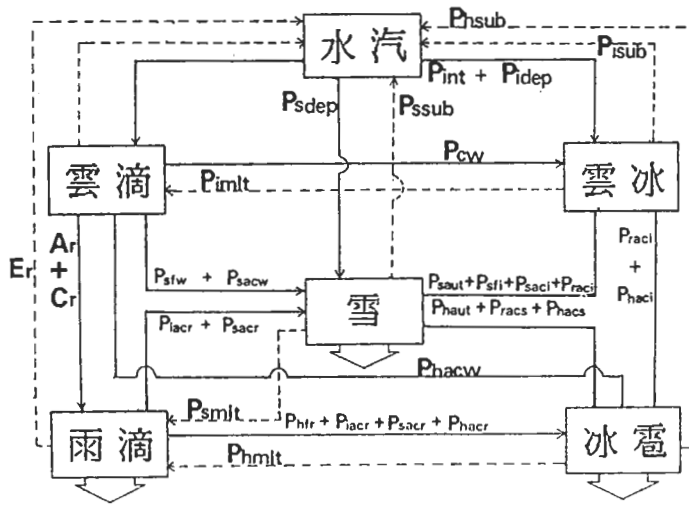 Phsub
水汽
Pisub
Pint + Pidep
Psdep
Pssub
Pcw
雲滴
雲冰
Pimlt
Er
Ar
+
Cr
Praci
+
Phaci
Psfw + Psacw
Psaut+Psfi+Psaci+Praci
雪
Piacr + Psacr
Phaut + Pracs + Phacs
Phacw
Psmlt
Phfr + Piacr + Psacr + Phacr
雨滴
冰雹
Phmlt